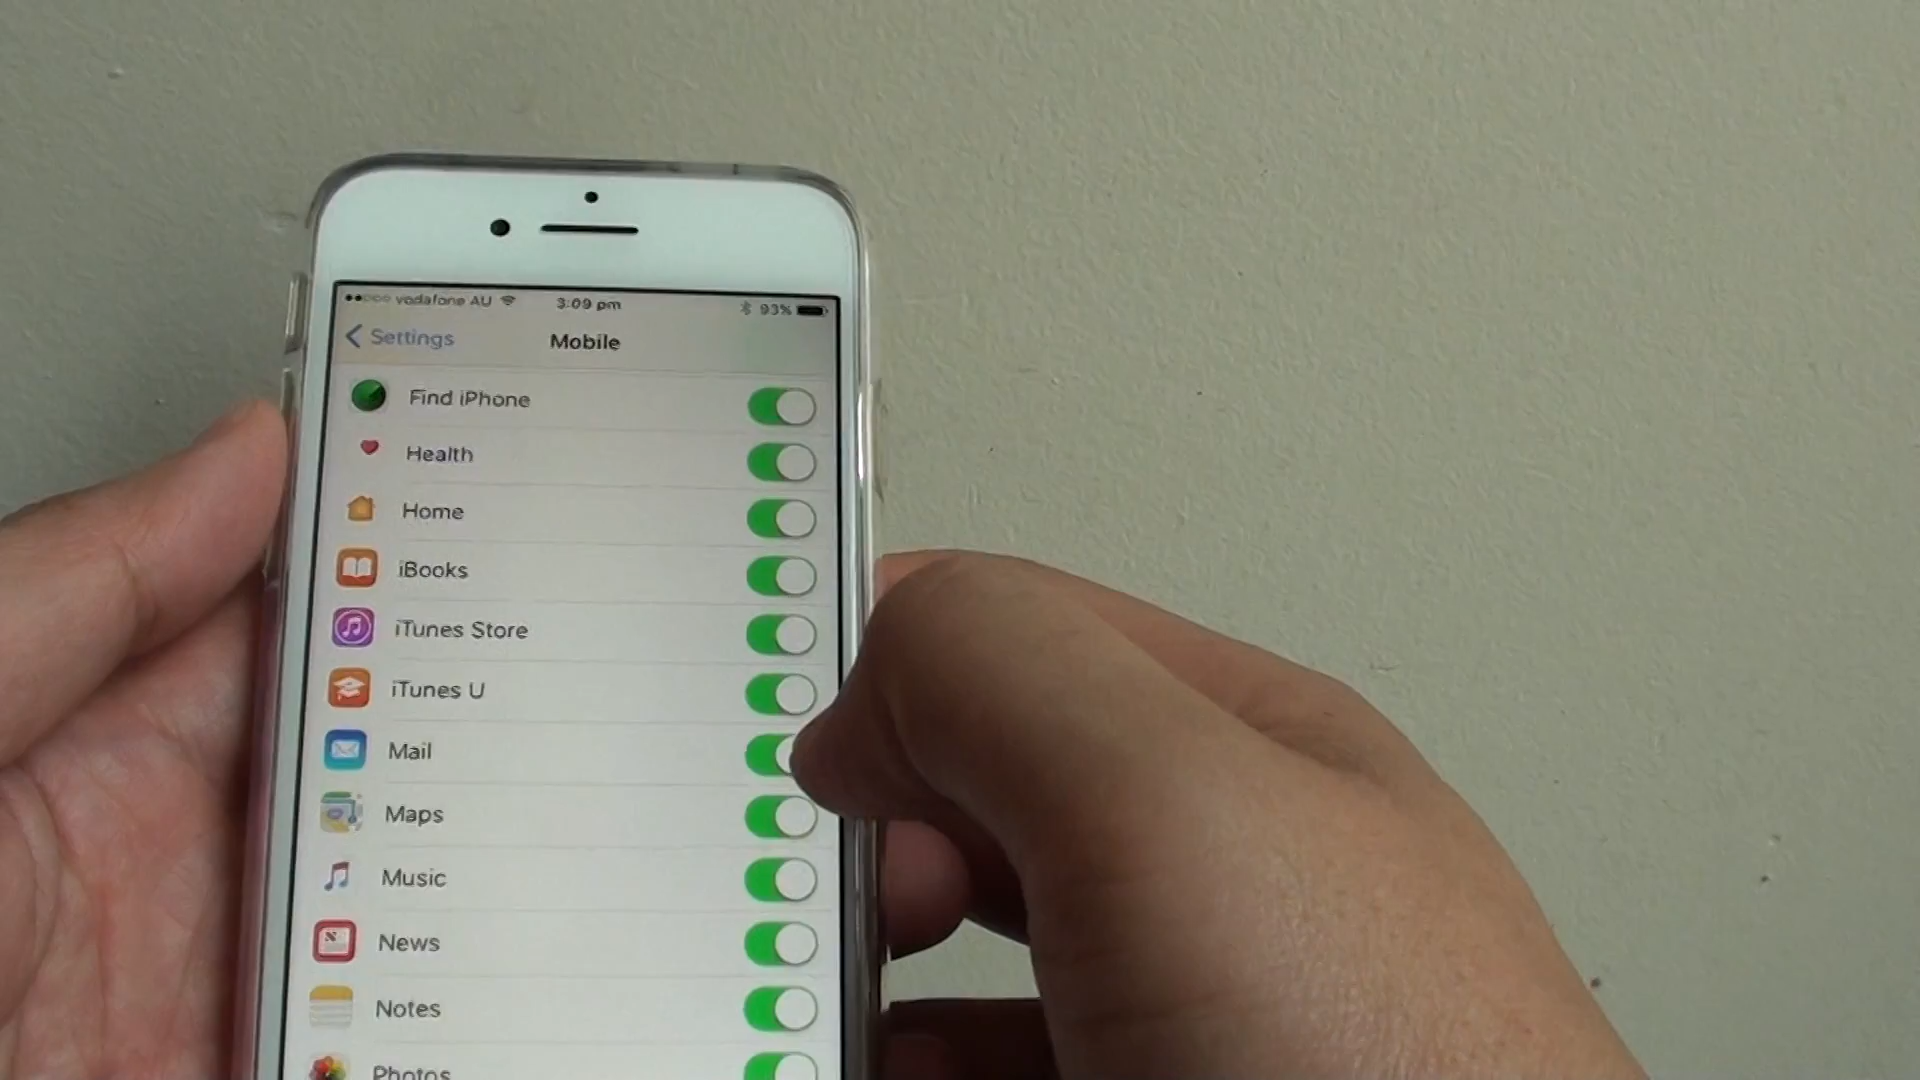 vodafone AU 3:09 pm 93%
Settings Mobile
Find iPhone
Health
Home
iBooks
iTunes Store
iTunes U
Mail
Maps
Music
News
Notes
Photos